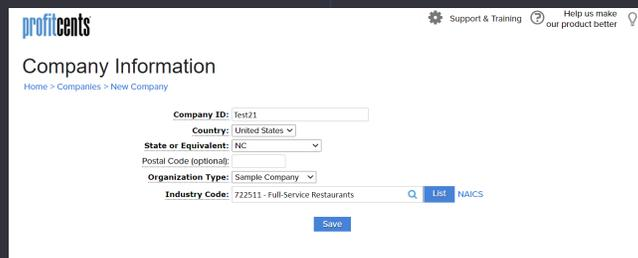 profitcents
Support & Training
Help us make
our product better
Company Information
Home > Companies > New Company
Company ID: Test21
Country: United States
State or Equivalent: NC
Postal Code (optional):
Organization Type: Sample Company
Industry Code: 722511 - Full-Service Restaurants List NAICS
Save